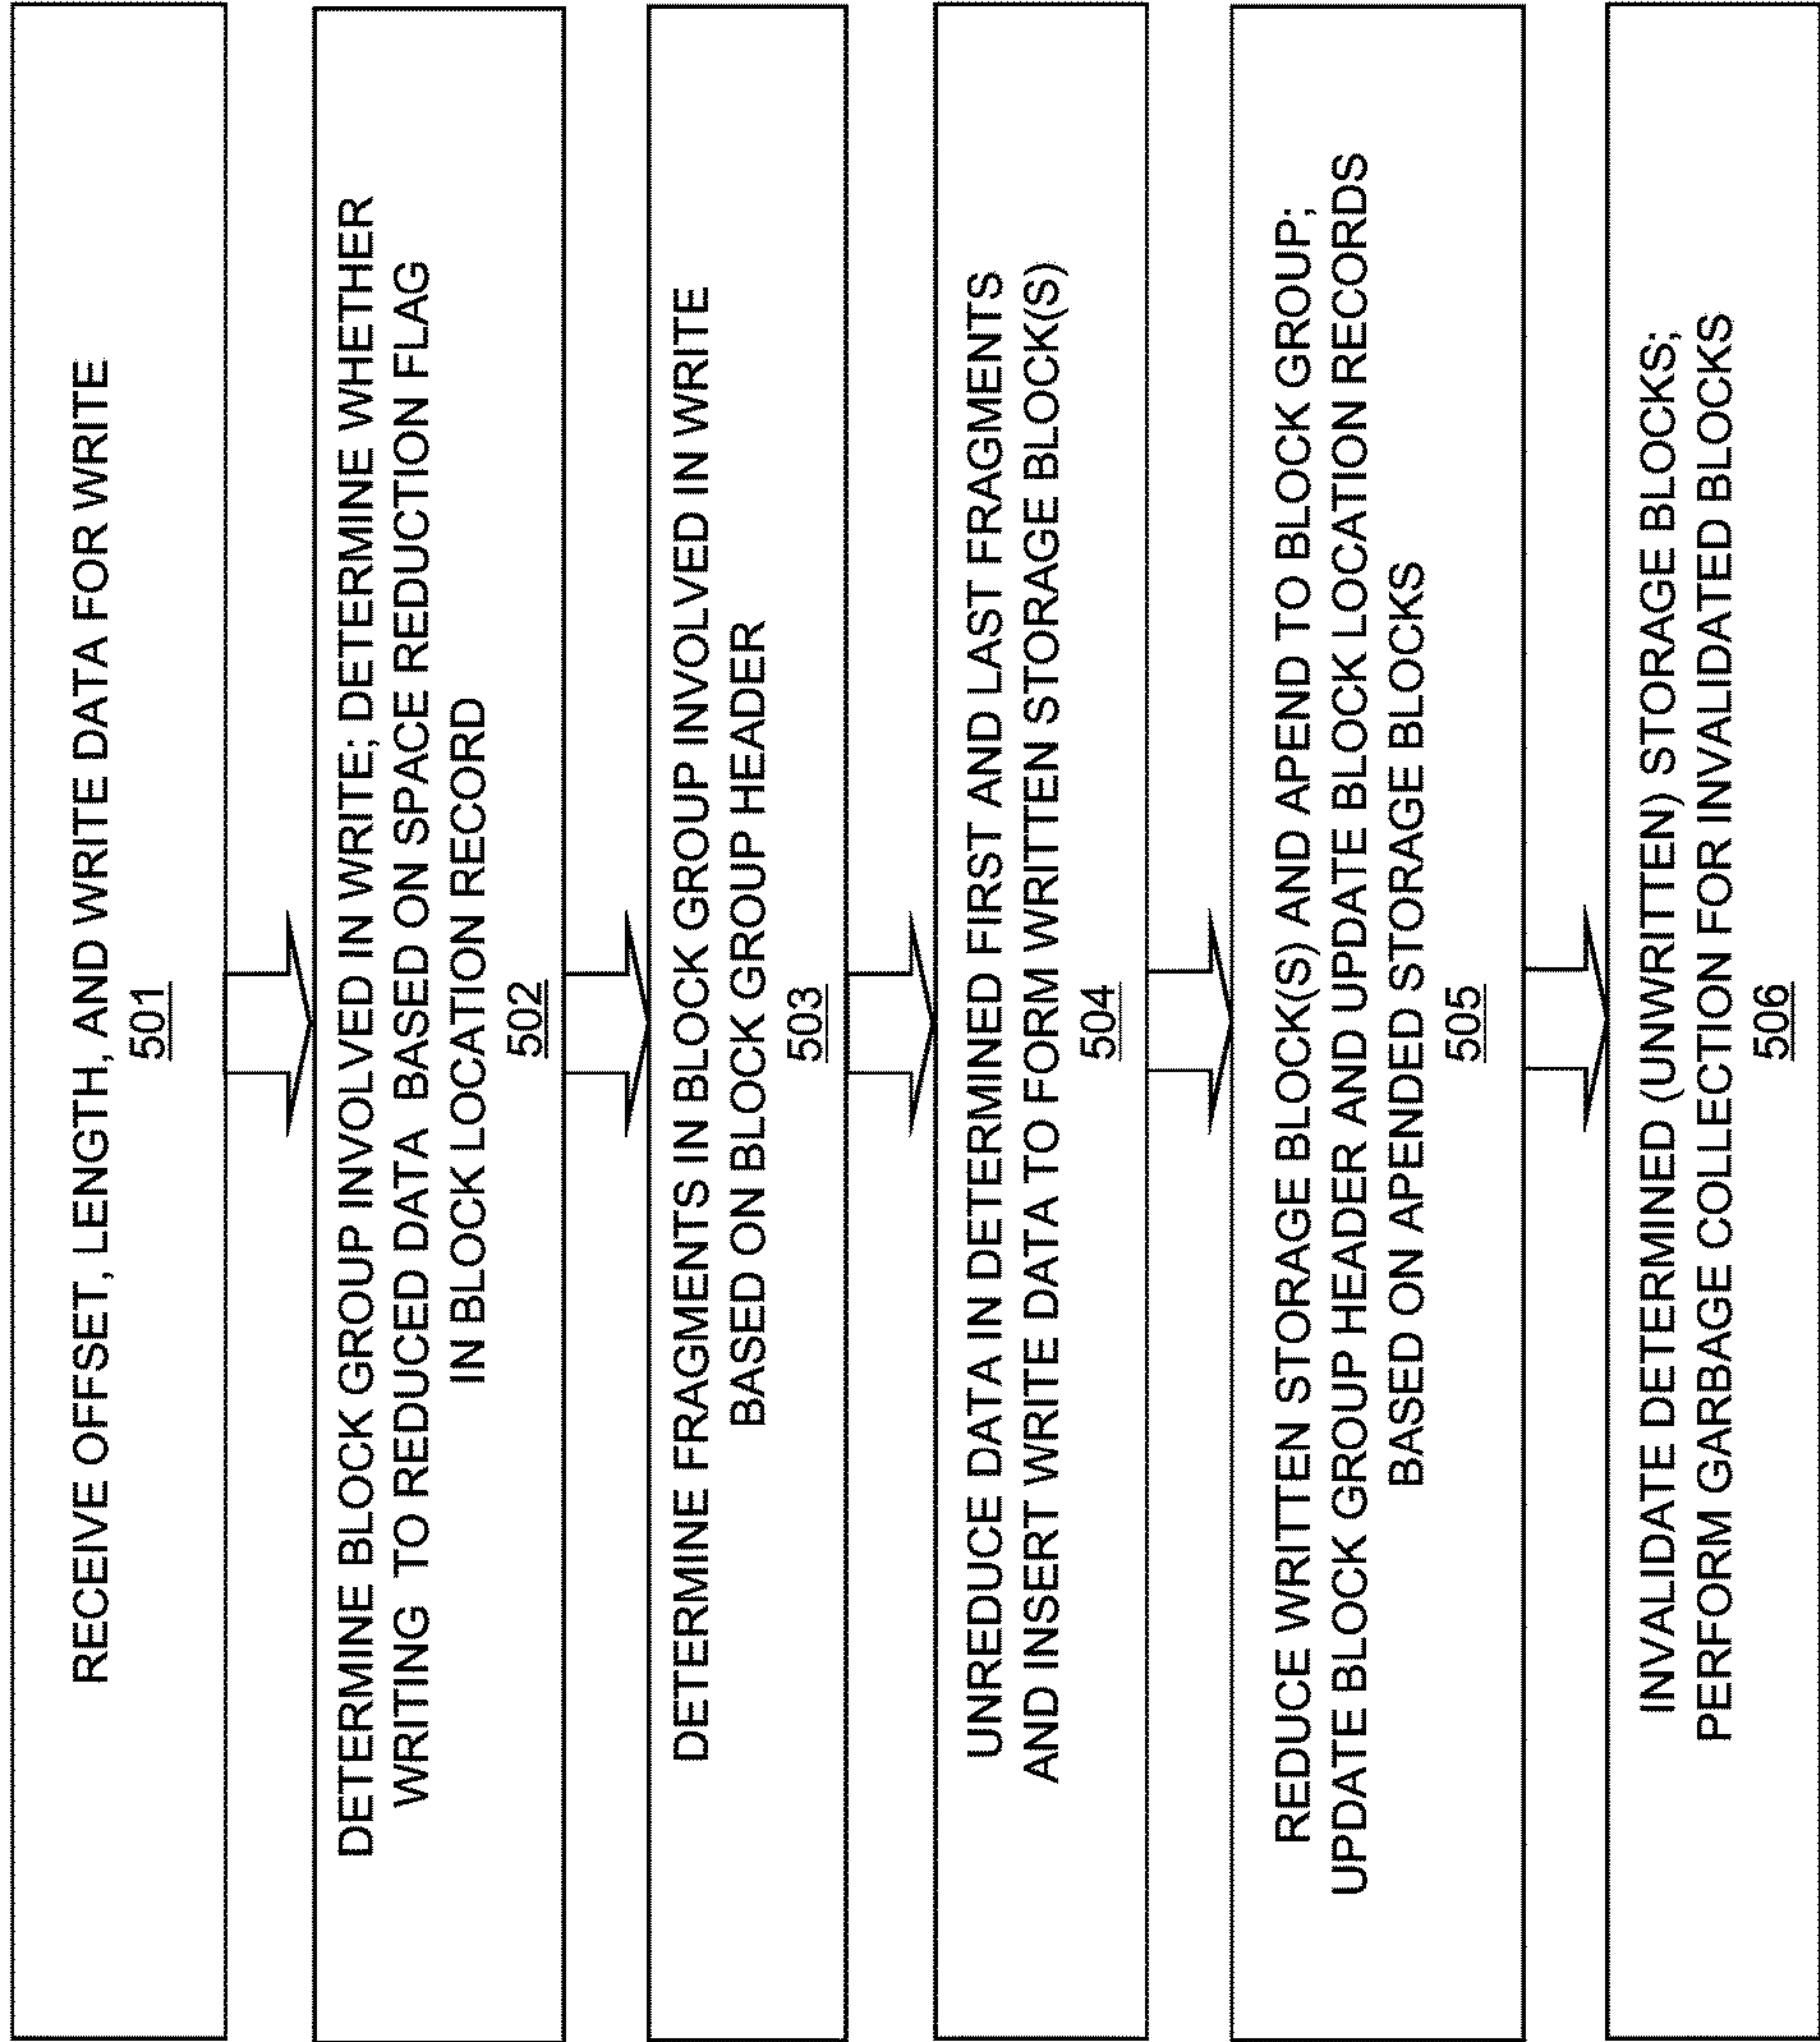 RECEIVE OFFSET, LENGTH, AND WRITE DATA FOR WRITE
501
DETERMINE BLOCK GROUP INVOLVED IN WRITE; DETERMINE WHETHER
WRITING TO REDUCED DATA BASED ON SPACE REDUCTION FLAG
IN BLOCK LOCATION RECORD
502
DETERMINE FRAGMENTS IN BLOCK GROUP INVOLVED IN WRITE
BASED ON BLOCK GROUP HEADER
503
UNREDUCE DATA IN DETERMINED FIRST AND LAST FRAGMENTS
AND INSERT WRITE DATA TO FORM WRITTEN STORAGE BLOCK(S)
504
REDUCE WRITTEN STORAGE BLOCK(S) AND APEND TO BLOCK GROUP;
UPDATE BLOCK GROUP HEADER AND UPDATE BLOCK LOCATION RECORDS
BASED ON APENDED STORAGE BLOCKS
505
INVALIDATE DETERMINED (UNWRITTEN) STORAGE BLOCKS;
PERFORM GARBAGE COLLECTION FOR INVALIDATED BLOCKS
506